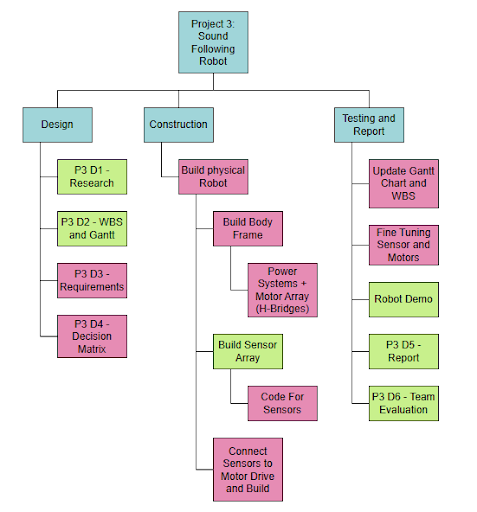 Project 3:
Sound
Following
Robot
Design
Construction
Testing and
Report
P3 D1 -
Research
P3 D2 - WBS
and Gantt
P3 D3 -
Requirements
P3 D4 -
Decision
Matrix
Build physical
Robot
Build Body
Frame
Power
Systems +
Motor Array
(H-Bridges)
Build Sensor
Array
Code For
Sensors
Connect
Sensors to
Motor Drive
and Build
Update Gantt
Chart and
WBS
Fine Tuning
Sensor and
Motors
Robot Demo
P3 D5 -
Report
P3 D6 - Team
Evaluation